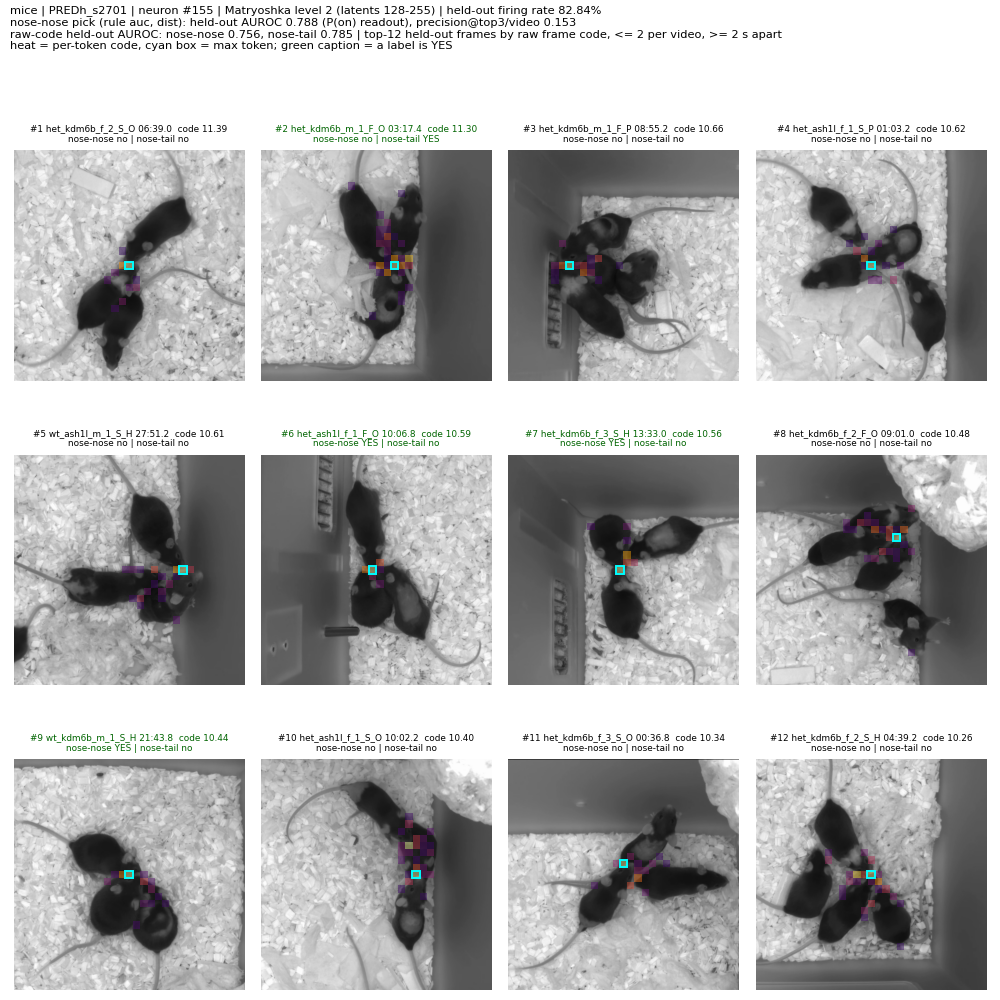 mice | PREDh_s2701 | neuron #155 | Matryoshka level 2 (latents 128-255) | held-out firing rate 82.84%
nose-nose pick (rule auc, dist): held-out AUROC 0.788 (P(on) readout), precision@top3/video 0.153
raw-code held-out AUROC: nose-nose 0.756, nose-tail 0.785 | top-12 held-out frames by raw frame code, <= 2 per video, >= 2 s apart
heat = per-token code, cyan box = max token; green caption = a label is YES
#1 het_kdm6b_f_2_S_O 06:39.0 code 11.39
nose-nose no | nose-tail no
#2 het_kdm6b_m_1_F_O 03:17.4 code 11.30
nose-nose no | nose-tail YES
#3 het_kdm6b_m_1_F_P 08:55.2 code 10.66
nose-nose no | nose-tail no
#4 het_ash1l_f_1_S_P 01:03.2 code 10.62
nose-nose no | nose-tail no
#5 wt_ash1l_m_1_S_H 27:51.2 code 10.61
nose-nose no | nose-tail no
#6 het_ash1l_f_1_F_O 10:06.8 code 10.59
nose-nose YES | nose-tail no
#7 het_kdm6b_f_3_S_H 13:33.0 code 10.56
nose-nose YES | nose-tail no
#8 het_kdm6b_f_2_F_O 09:01.0 code 10.48
nose-nose no | nose-tail no
#9 wt_kdm6b_m_1_S_H 21:43.8 code 10.44
nose-nose YES | nose-tail no
#10 het_ash1l_f_1_S_O 10:02.2 code 10.40
nose-nose no | nose-tail no
#11 het_kdm6b_f_3_S_O 00:36.8 code 10.34
nose-nose no | nose-tail no
#12 het_kdm6b_f_2_S_H 04:39.2 code 10.26
nose-nose no | nose-tail no